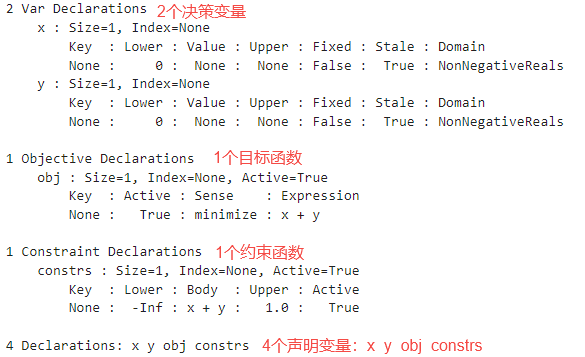 2 Var Declarations 2个决策变量
x : Size=1, Index=None
Key : Lower : Value : Upper : Fixed : Stale : Domain
None : 0 : None : None : False : True : NonNegativeReals
y : Size=1, Index=None
Key : Lower : Value : Upper : Fixed : Stale : Domain
None : 0 : None : None : False : True : NonNegativeReals
1 Objective Declarations 1个目标函数
obj : Size=1, Index=None, Active=True
Key : Active : Sense : Expression
None : True : minimize : x + y
1 Constraint Declarations 1个约束函数
constrs : Size=1, Index=None, Active=True
Key : Lower : Body : Upper : Active
None : -Inf : x + y : 1.0 : True
4 Declarations: x y obj constrs 4个声明变量：x y obj constrs